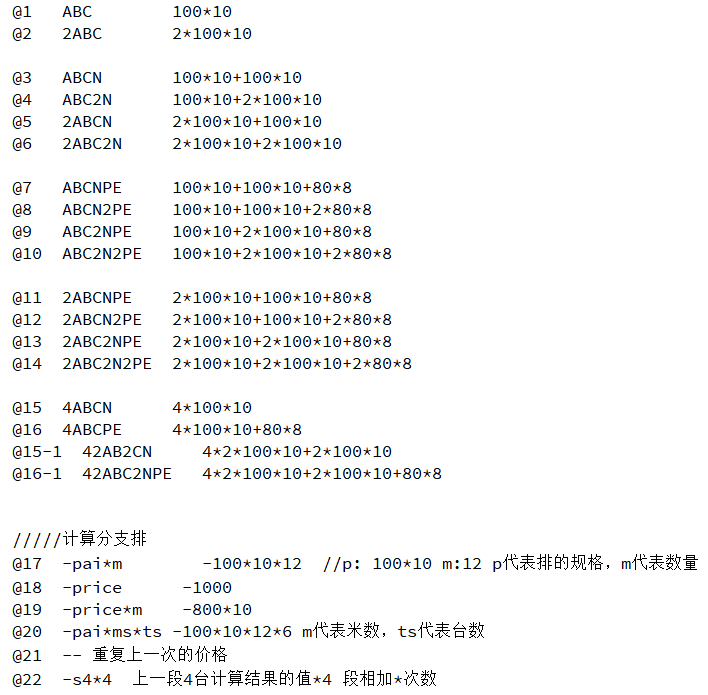 @1   ABC        100*10
@2   2ABC       2*100*10
@3   ABCN       100*10+100*10
@4   ABC2N      100*10+2*100*10
@5   2ABCN      2*100*10+100*10
@6   2ABC2N     2*100*10+2*100*10
@7   ABCNPE     100*10+100*10+80*8
@8   ABCN2PE    100*10+100*10+2*80*8
@9   ABC2NPE    100*10+2*100*10+80*8
@10  ABC2N2PE   100*10+2*100*10+2*80*8
@11  2ABCNPE    2*100*10+100*10+80*8
@12  2ABCN2PE   2*100*10+100*10+2*80*8
@13  2ABC2NPE   2*100*10+2*100*10+80*8
@14  2ABC2N2PE  2*100*10+2*100*10+2*80*8
@15  4ABCN      4*100*10
@16  4ABCPE     4*100*10+80*8
@15-1  42AB2CN     4*2*100*10+2*100*10
@16-1  42ABC2NPE   4*2*100*10+2*100*10+80*8
/////计算分支排
@17  -pai*m        -100*10*12  //p: 100*10 m:12 p代表排的规格，m代表数量
@18  -price      -1000
@19  -price*m    -800*10
@20  -pai*ms*ts -100*10*12*6 m代表米数，ts代表台数
@21  -- 重复上一次的价格
@22  -s4*4  上一段4台计算结果的值*4 段相加*次数